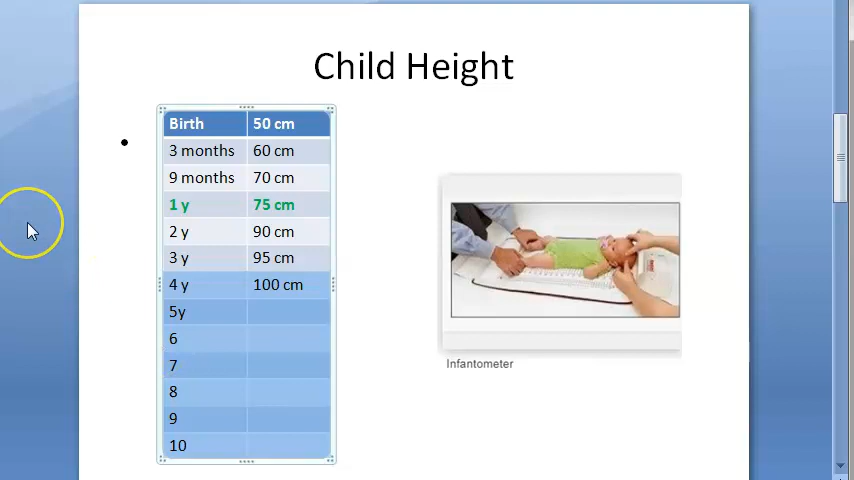 Child Height
Birth 50 cm
3 months 60 cm
9 months 70 cm
1 y 75 cm
2 y 90 cm
3 y 95 cm
4 y 100 cm
5y
6
7
8
9
10
Infantometer